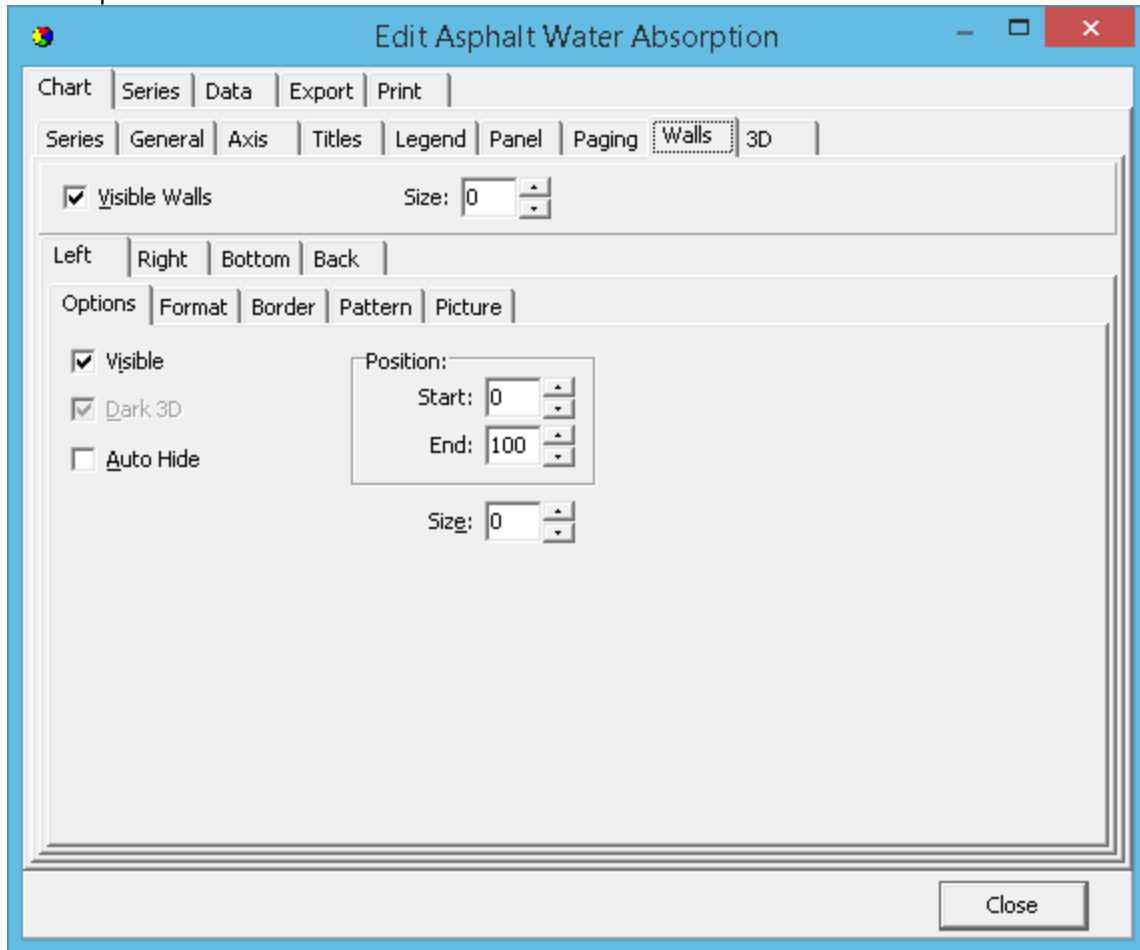 Edit Asphalt Water Absorption
Chart Series Data Export Print
Series General Axis Titles Legend Panel Paging Walls 3D
Visible Walls Size: 0
Left Right Bottom Back
Options Format Border Pattern Picture
Visible Position:
Start: 0
Dark 3D
End: 100
Auto Hide
Size: 0
Close